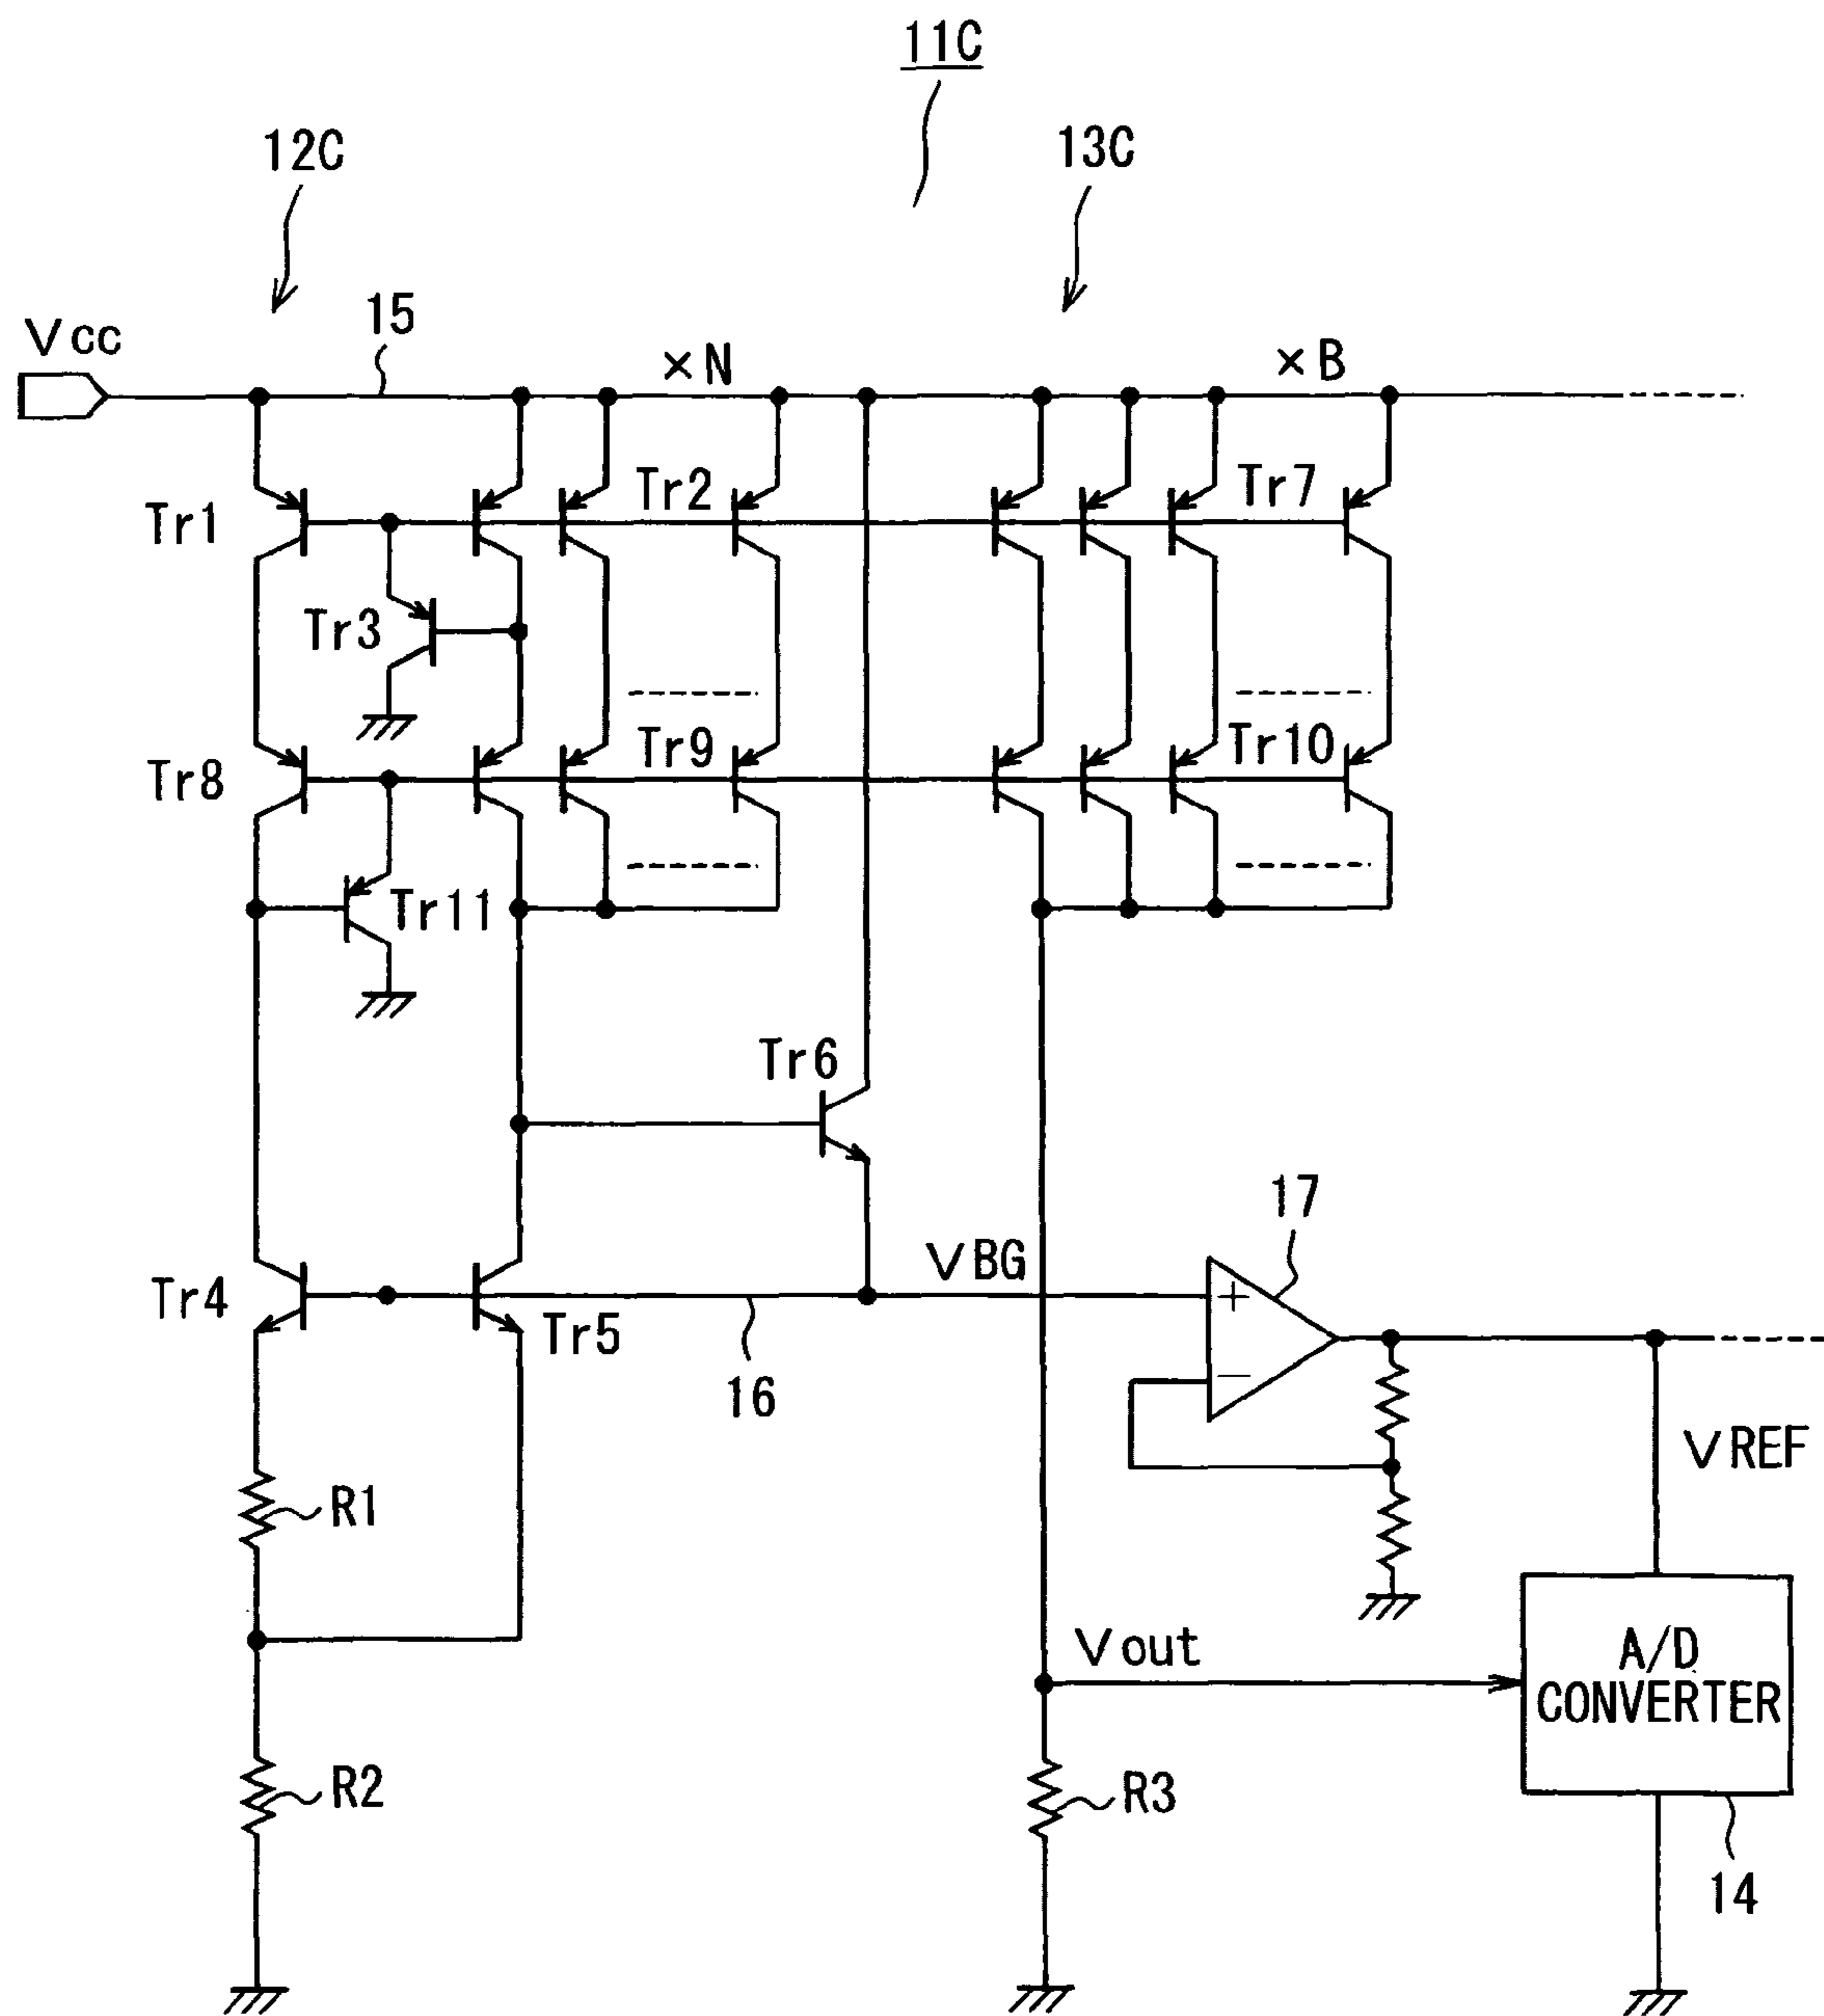 11C
12C
13C
Vcc
15
×N
×B
Tr1
Tr2
Tr7
Tr3
Tr8
Tr9
Tr10
Tr11
Tr6
17
VBG
+
Tr4
Tr5
16
−
VREF
R1
Vout
A/D
CONVERTER
R2
R3
14